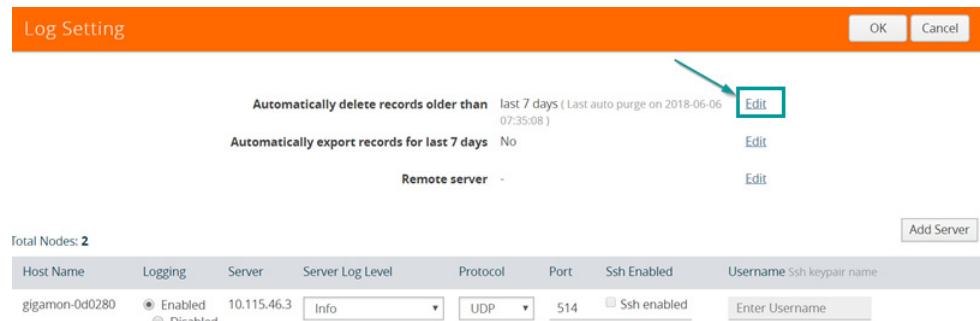 Log Setting
OK
Cancel
Automatically delete records older than last 7 days ( Last auto purge on 2018-06-06 Edit
07:35:08 )
Automatically export records for last 7 days No Edit
Remote server - Edit
Total Nodes: 2
Add Server
Host Name Logging Server Server Log Level Protocol Port Ssh Enabled Username Ssh keypair name
gigamon-0d0280 Enabled 10.115.46.3 Info UDP 514 Ssh enabled Enter Username
Disabled